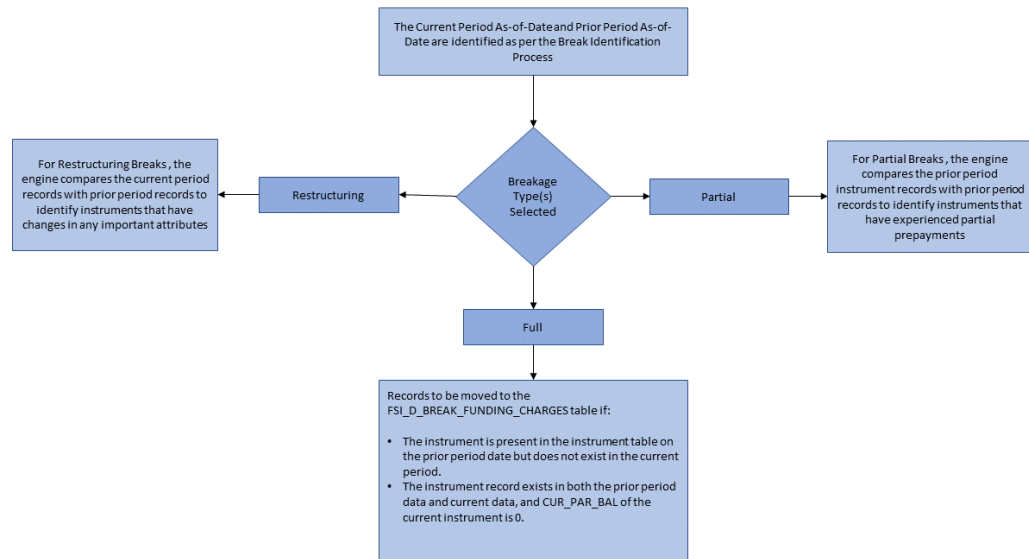 The Current Period As-of-Date and Prior Period As-of-
Date are identified as per the Break Identification
Process
For Restructuring Breaks , the
engine compares the current period
records with prior period records to
identify instruments that have
changes in any important attributes
Restructuring
Breakage
Type(s)
Selected
Partial
For Partial Breaks, the engine
compares the prior period
instrument records with prior period
records to identify instruments that
have experienced partial
prepayments
Full
Records to be moved to the
FSI_D_BREAK_FUNDING_CHARGES table if:
• The instrument is present in the instrument table on
the prior period date but does not exist in the current
period.
• The instrument record exists in both the prior period
data and current data, and CUR_PAR_BAL of the
current instrument is 0.